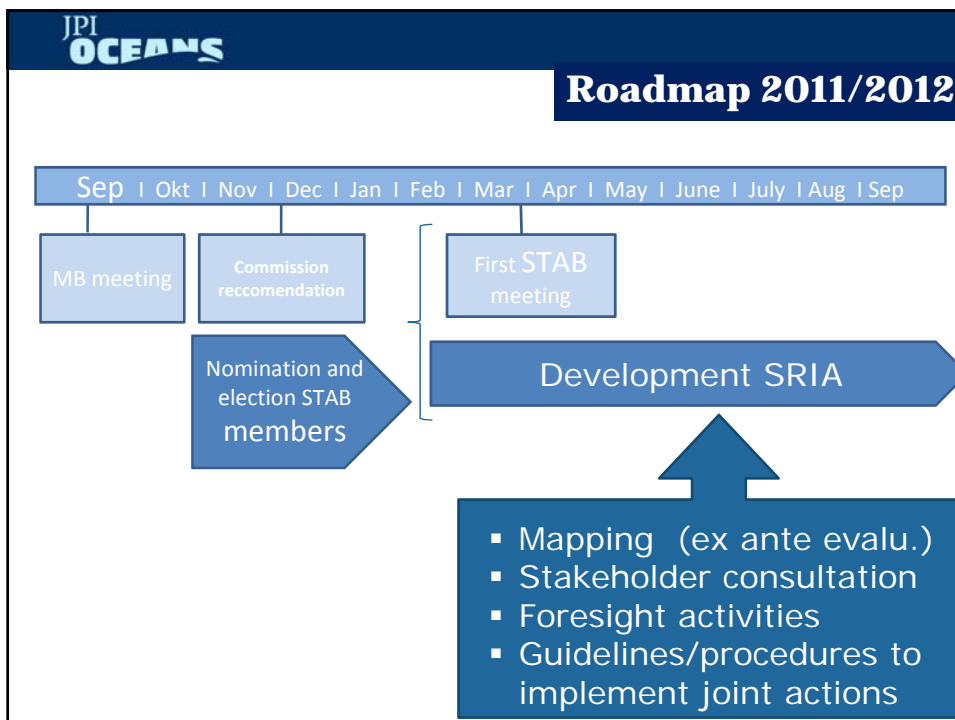 JPI
OCEANS
Roadmap 2011/2012
Sep I Okt I Nov I Dec I Jan I Feb I Mar I Apr I May I June I July I Aug I Sep
MB meeting
Commission
reccomendation
First STAB
meeting
Nomination and
election STAB
members
Development SRIA
▪ Mapping (ex ante evalu.)
▪ Stakeholder consultation
▪ Foresight activities
▪ Guidelines/procedures to
implement joint actions